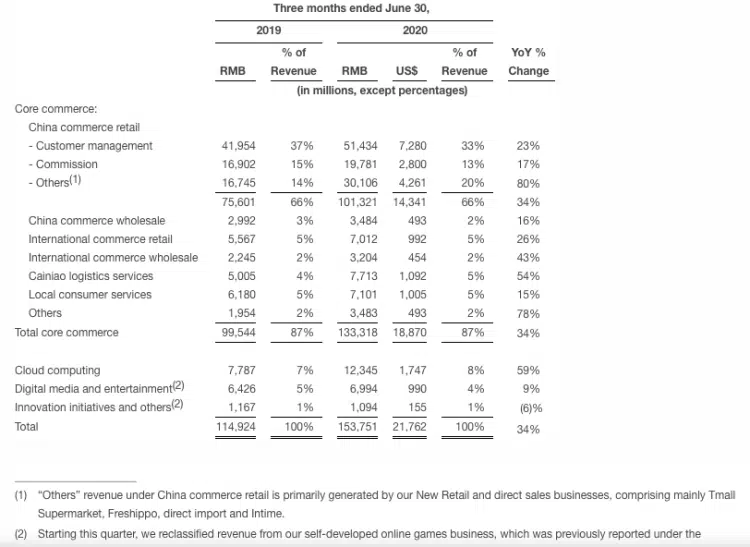 Three months ended June 30,
2019 2020
% of % of YoY %
RMB Revenue RMB US$ Revenue Change
(in millions, except percentages)
Core commerce:
China commerce retail
- Customer management 41,954 37% 51,434 7,280 33% 23%
- Commission 16,902 15% 19,781 2,800 13% 17%
- Others(1) 16,745 14% 30,106 4,261 20% 80%
75,601 66% 101,321 14,341 66% 34%
China commerce wholesale 2,992 3% 3,484 493 2% 16%
International commerce retail 5,567 5% 7,012 992 5% 26%
International commerce wholesale 2,245 2% 3,204 454 2% 43%
Cainiao logistics services 5,005 4% 7,713 1,092 5% 54%
Local consumer services 6,180 5% 7,101 1,005 5% 15%
Others 1,954 2% 3,483 493 2% 78%
Total core commerce 99,544 87% 133,318 18,870 87% 34%
Cloud computing 7,787 7% 12,345 1,747 8% 59%
Digital media and entertainment(2) 6,426 5% 6,994 990 4% 9%
Innovation initiatives and others(2) 1,167 1% 1,094 155 1% (6)%
Total 114,924 100% 153,751 21,762 100% 34%
(1) "Others" revenue under China commerce retail is primarily generated by our New Retail and direct sales businesses, comprising mainly Tmall
Supermarket, Freshippo, direct import and Intime.
(2) Starting this quarter, we reclassified revenue from our self-developed online games business, which was previously reported under the